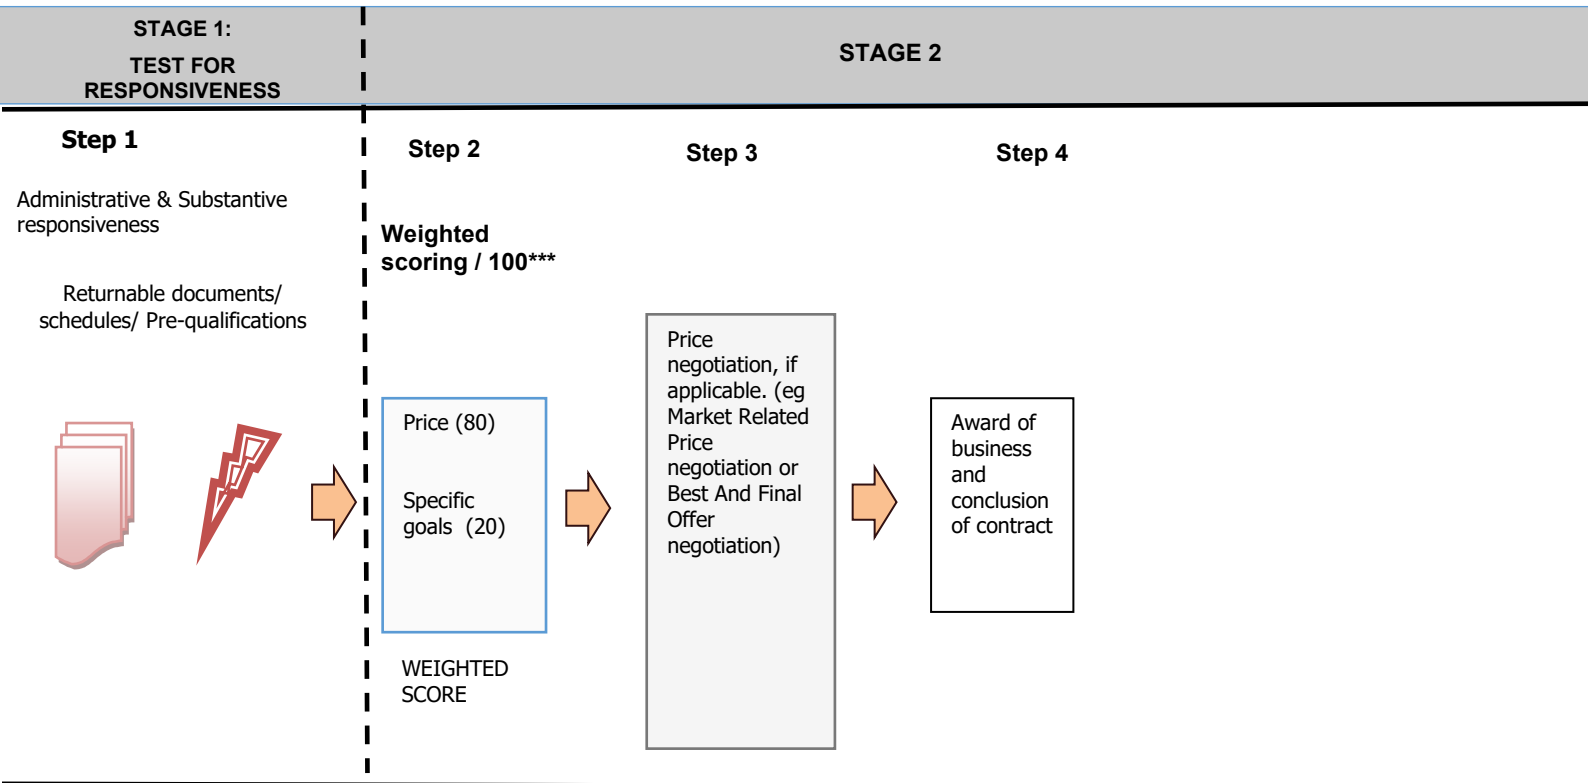 STAGE 1:
TEST FOR
RESPONSIVENESS
STAGE 2
Step 1
Administrative & Substantive
responsiveness
Returnable documents/
schedules/ Pre-qualifications
Step 2
Weighted
scoring / 100***
Price (80)
Specific
goals  (20)
WEIGHTED
SCORE
Step 3
Price
negotiation, if
applicable. (eg
Market Related
Price
negotiation or
Best And Final
Offer
negotiation)
Step 4
Award of
business
and
conclusion
of contract